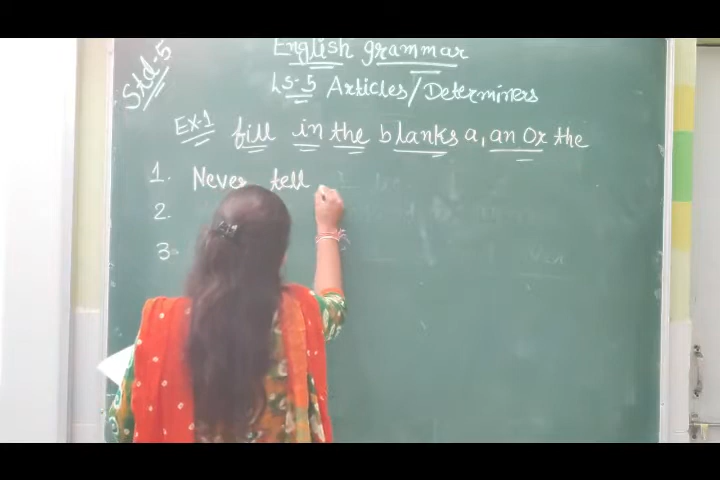 Std-5
English grammar
LS-5 Articles/Determiners
Ex-1 fill in the blanks a, an Or the
1. Never tell
2.
3.